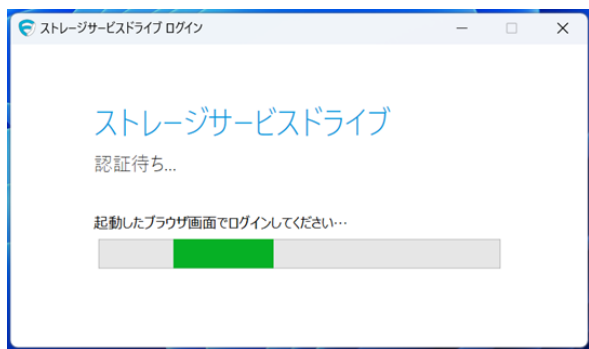 ストレージサービスドライブ ログイン
ストレージサービスドライブ
認証待ち...
起動したブラウザ画面でログインしてください…